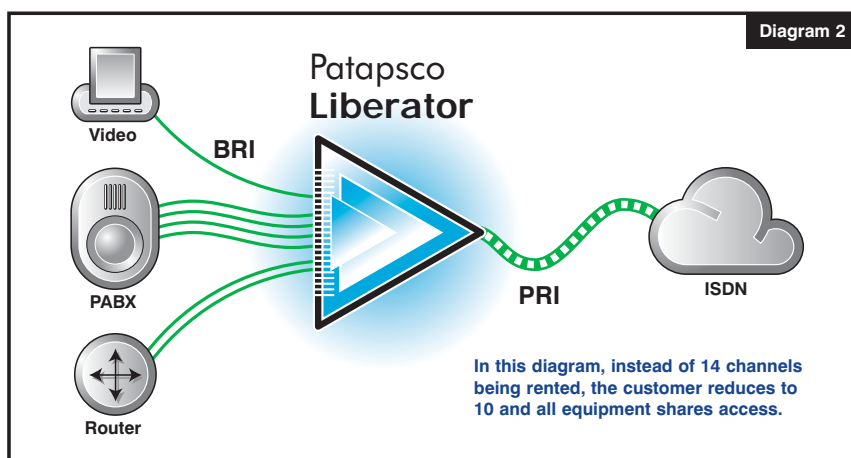 Diagram 2
Patapsco
Liberator
Video
BRI
PABX
PRI
ISDN
Router
In this diagram, instead of 14 channels
being rented, the customer reduces to
10 and all equipment shares access.